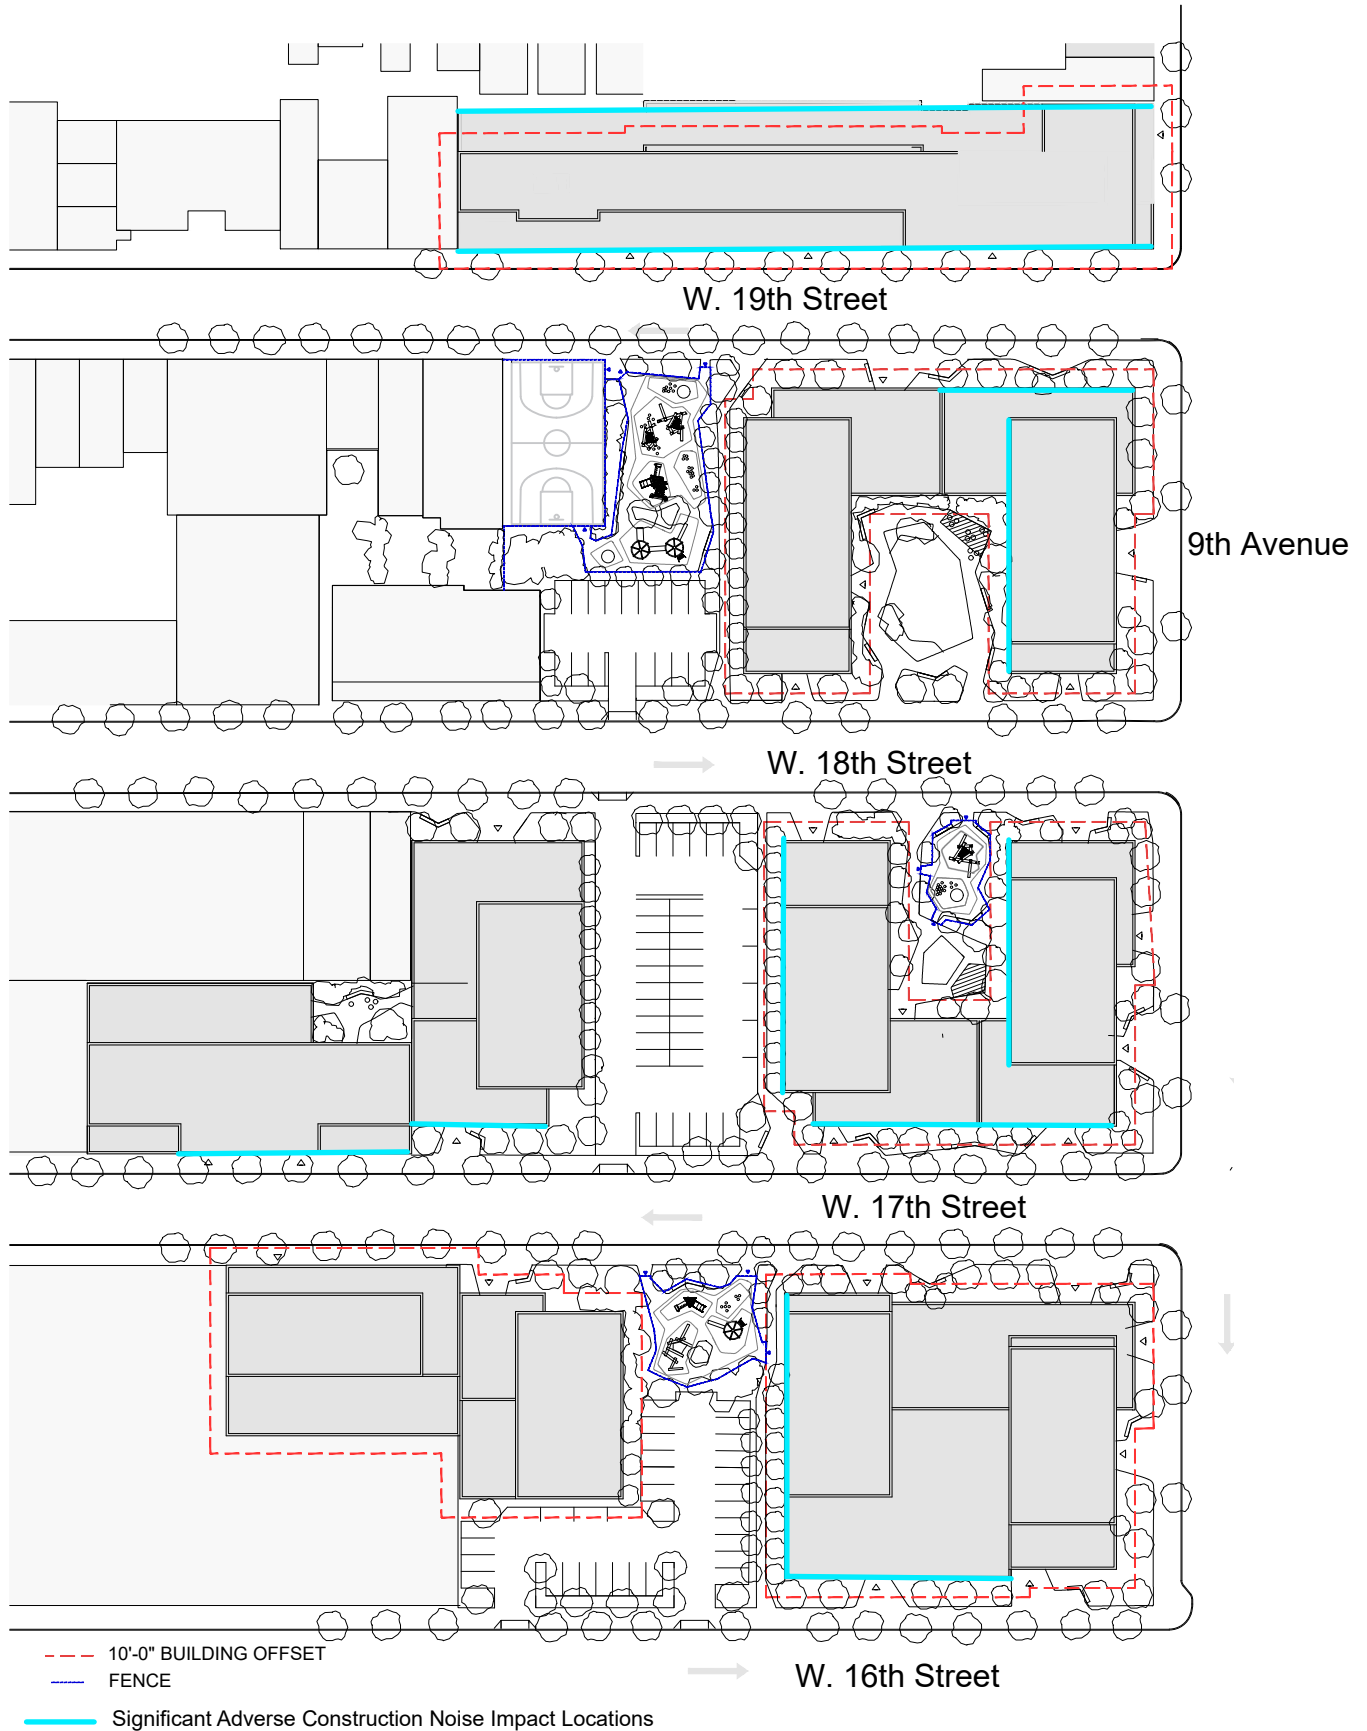 W. 19th Street
9th Avenue
W. 18th Street
W. 17th Street
10'-0" BUILDING OFFSET
FENCE
W. 16th Street
Significant Adverse Construction Noise Impact Locations